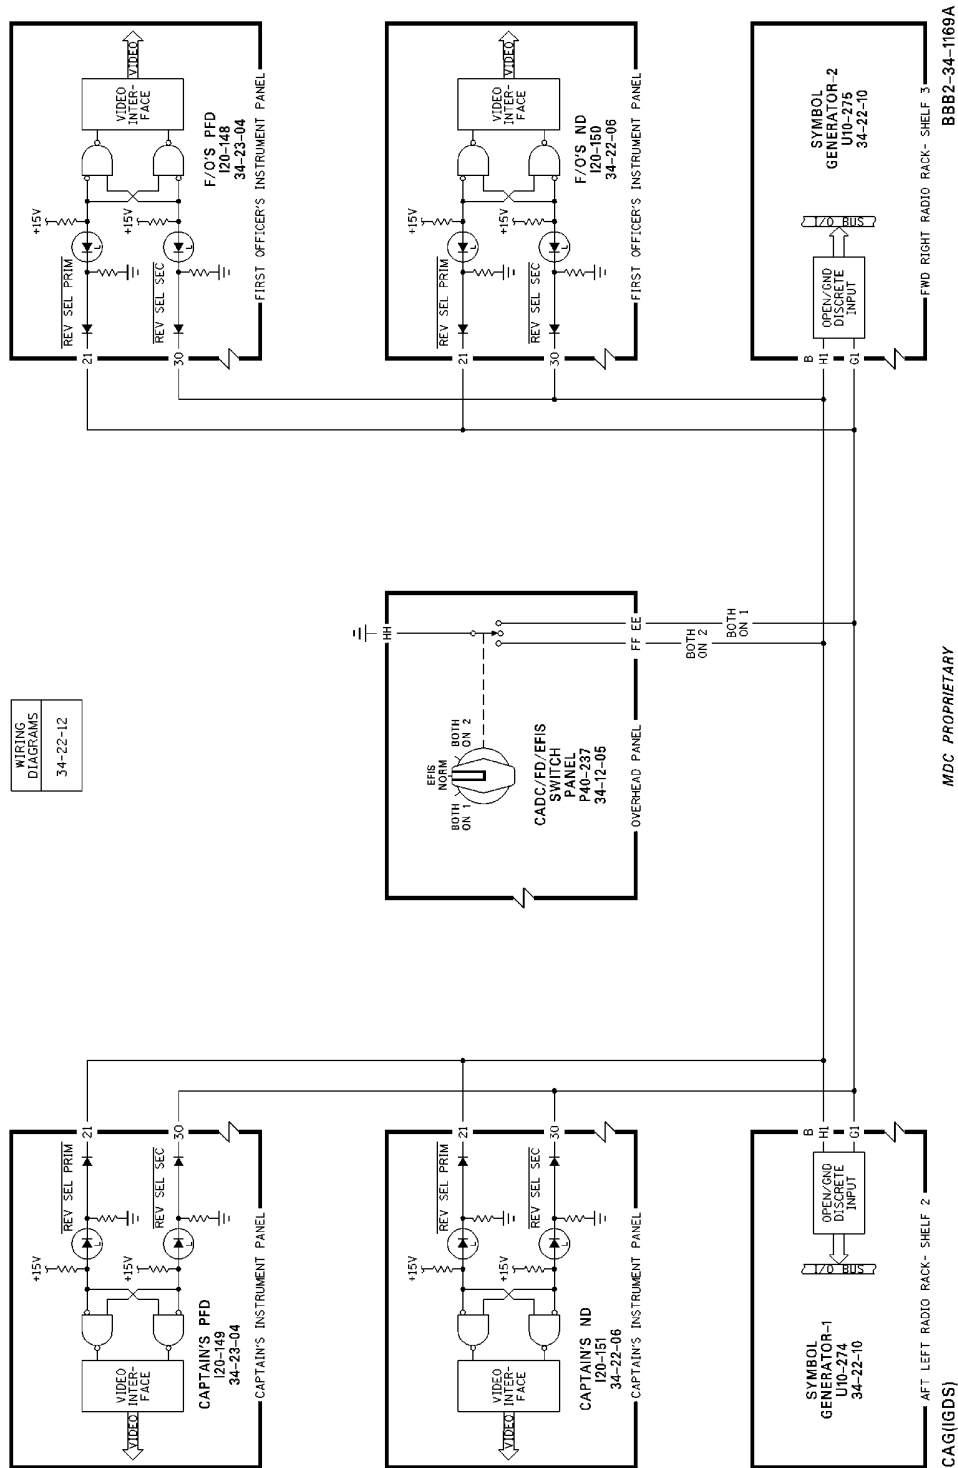 VIDEO
VIDEO
INTER-
FACE
F/O'S PFD
I20-148
34-23-04
+15V
+15V
L
L
REV SEL PRIM
REV SEL SEC
21
30
FIRST OFFICER'S INSTRUMENT PANEL
VIDEO
VIDEO
INTER-
FACE
F/O'S ND
I20-150
34-22-06
+15V
+15V
L
L
REV SEL PRIM
REV SEL SEC
21
30
FIRST OFFICER'S INSTRUMENT PANEL
SYMBOL
GENERATOR-2
U10-275
34-22-10
I/O BUS
OPEN/GND
DISCRETE
INPUT
B
H1
G1
FWD RIGHT RADIO RACK- SHELF 3
BBB2-34-1169A
WIRING
DIAGRAMS
34-22-12
HH
EFIS
NORM
BOTH
ON 1
BOTH
ON 2
CADC/FD/EFIS
SWITCH
PANEL
P40-237
34-12-05
OVERHEAD PANEL
FF EE
BOTH
ON 2
BOTH
ON 1
MDC PROPRIETARY
21
30
REV SEL PRIM
REV SEL SEC
L
L
+15V
+15V
CAPTAIN'S PFD
I20-149
34-23-04
VIDEO
INTER-
FACE
VIDEO
CAPTAIN'S INSTRUMENT PANEL
21
30
REV SEL PRIM
REV SEL SEC
L
L
+15V
+15V
CAPTAIN'S ND
I20-151
34-22-06
VIDEO
INTER-
FACE
VIDEO
CAPTAIN'S INSTRUMENT PANEL
B
H1
G1
OPEN/GND
DISCRETE
INPUT
I/O BUS
SYMBOL
GENERATOR-1
U10-274
34-22-10
AFT LEFT RADIO RACK- SHELF 2
CAG(IGDS)